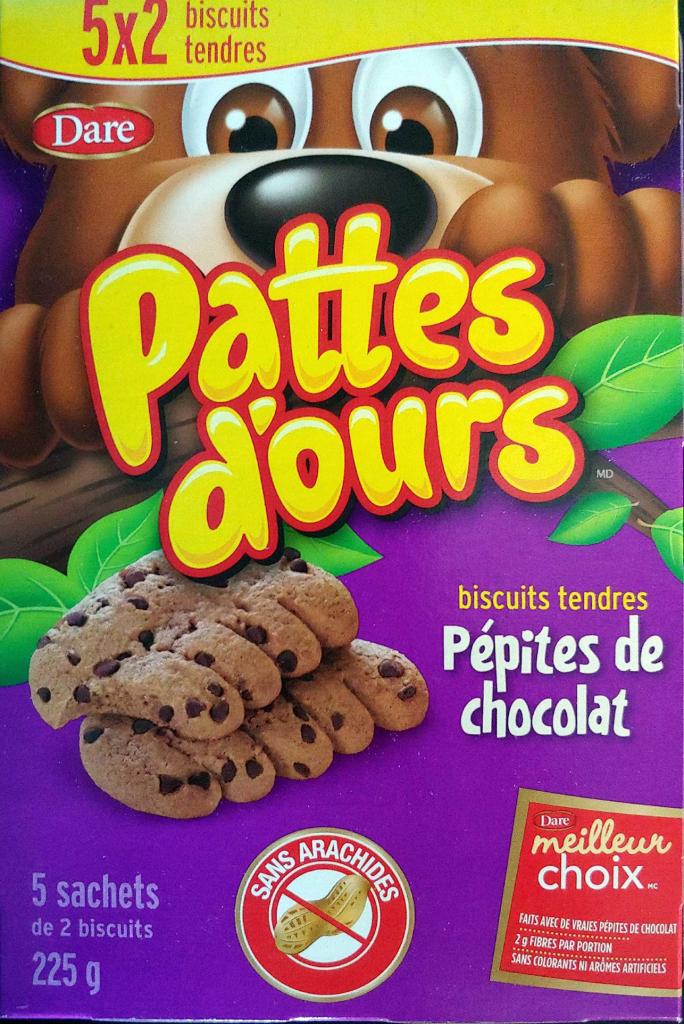 5x2
biscuits
tendres
Dare
Pattes
d'ours
MD
biscuits tendres
Pépites de
chocolat
5 sachets
de 2 biscuits
225 g
SANS ARACHIDES
Dare
meilleur
choix MC
FAITS AVEC DE VRAIES PÉPITES DE CHOCOLAT
2 g FIBRES PAR PORTION
SANS COLORANTS NI ARÔMES ARTIFICIELS